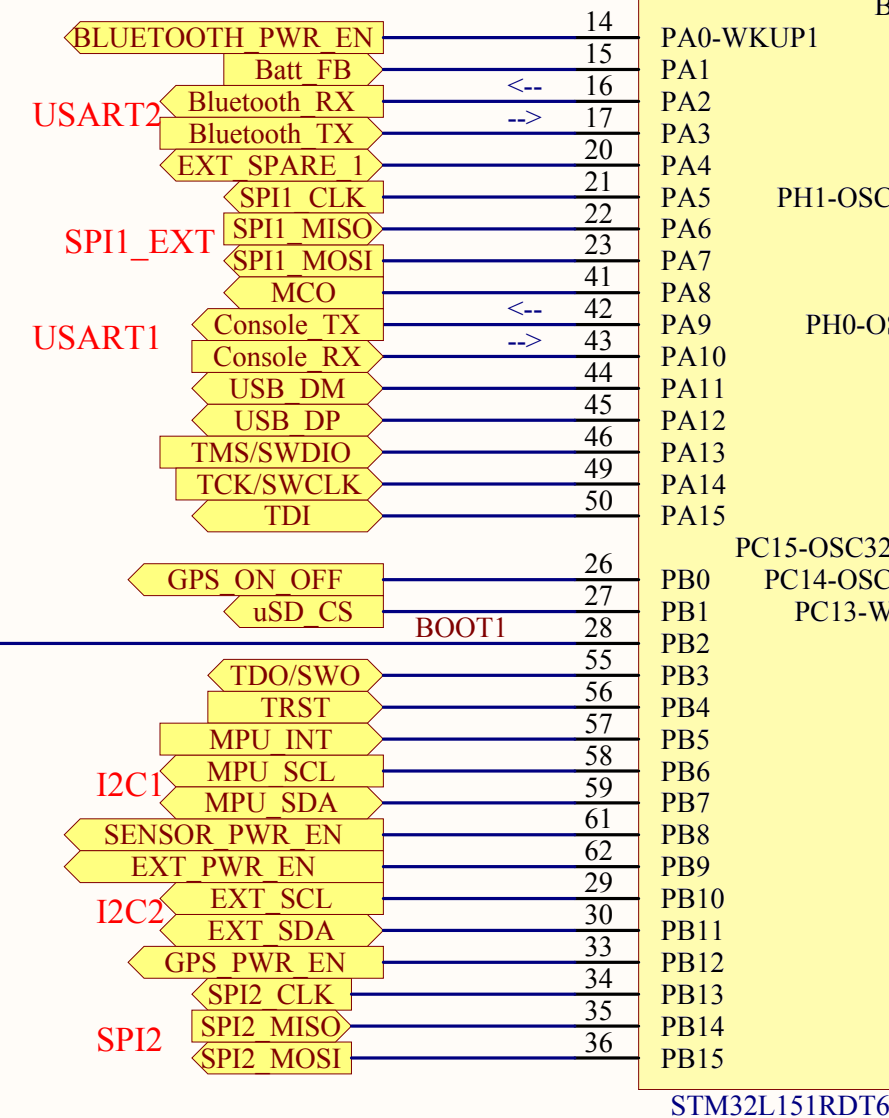 B
BLUETOOTH_PWR_EN 14 PA0-WKUP1
Batt_FB 15 PA1
USART2 Bluetooth_RX <-- 16 PA2
Bluetooth_TX --> 17 PA3
EXT_SPARE_1 20 PA4
SPI1_CLK 21 PA5 PH1-OSC
SPI1_EXT SPI1_MISO 22 PA6
SPI1_MOSI 23 PA7
MCO 41 PA8
USART1 Console_TX <-- 42 PA9 PH0-OS
Console_RX --> 43 PA10
USB_DM 44 PA11
USB_DP 45 PA12
TMS/SWDIO 46 PA13
TCK/SWCLK 49 PA14
TDI 50 PA15
PC15-OSC32
GPS_ON_OFF 26 PB0 PC14-OSC
uSD_CS 27 PB1 PC13-W
BOOT1 28 PB2
TDO/SWO 55 PB3
TRST 56 PB4
MPU_INT 57 PB5
I2C1 MPU_SCL 58 PB6
MPU_SDA 59 PB7
SENSOR_PWR_EN 61 PB8
EXT_PWR_EN 62 PB9
I2C2 EXT_SCL 29 PB10
EXT_SDA 30 PB11
GPS_PWR_EN 33 PB12
SPI2_CLK 34 PB13
SPI2 SPI2_MISO 35 PB14
SPI2_MOSI 36 PB15
STM32L151RDT6